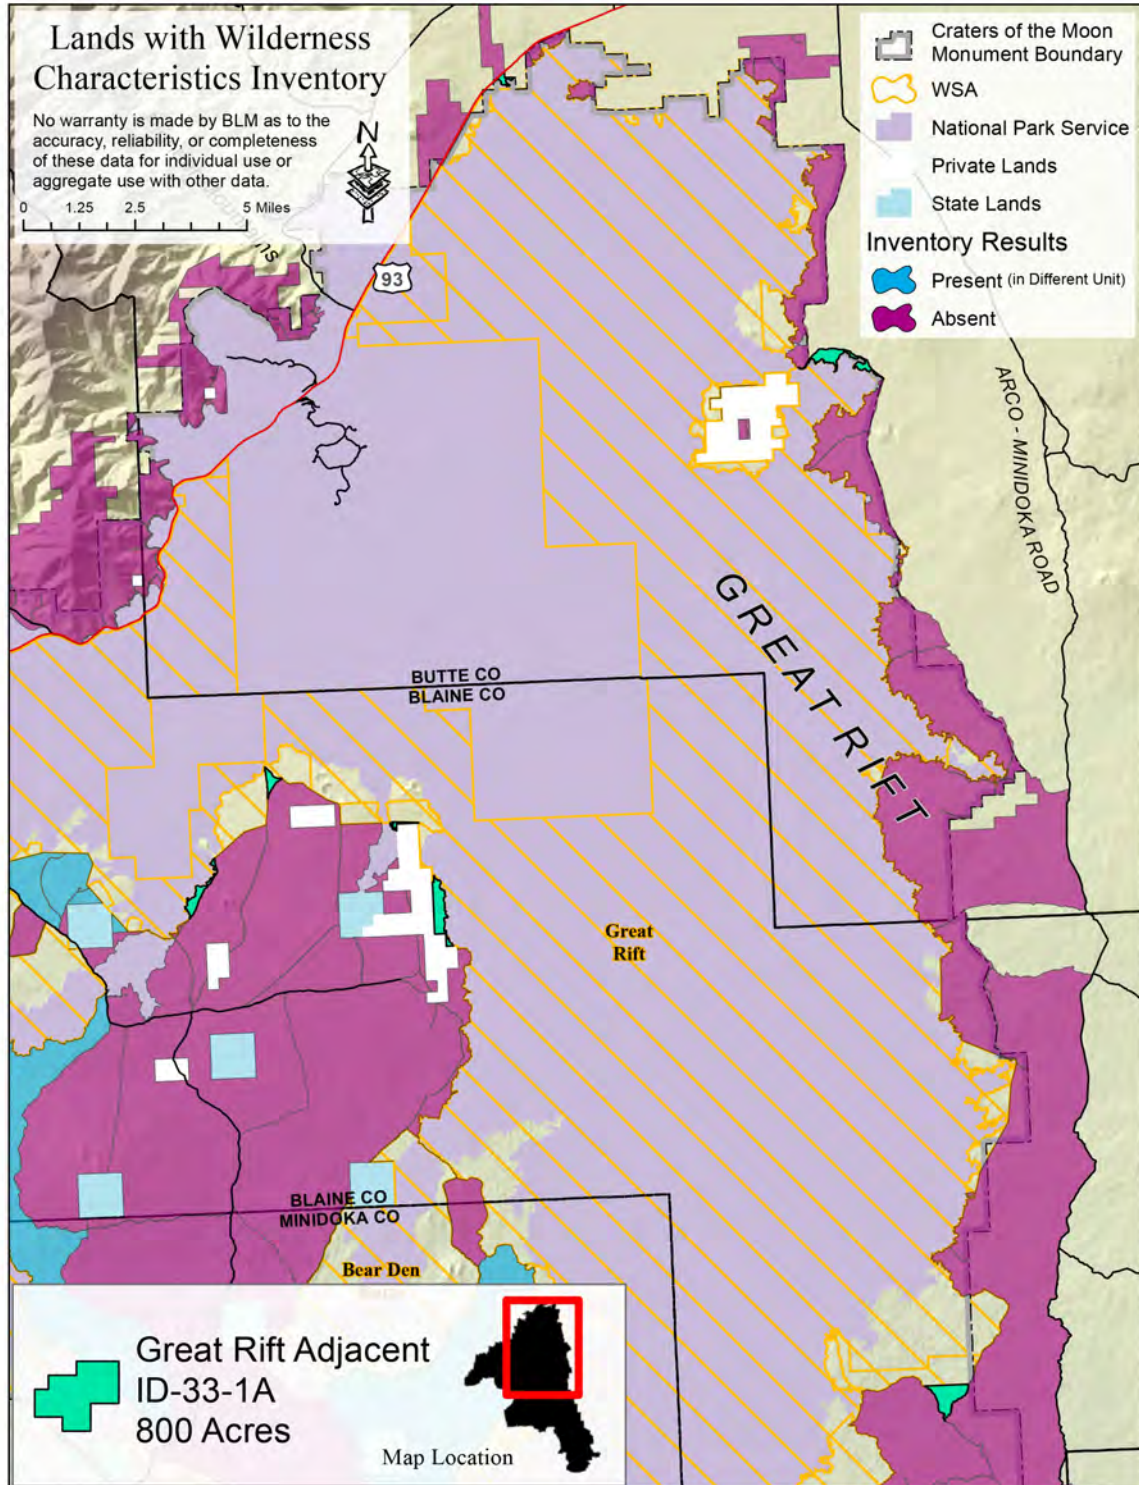 Lands with Wilderness
Characteristics Inventory
No warranty is made by BLM as to the
accuracy, reliability, or completeness
of these data for individual use or
aggregate use with other data.
N
0 1.25 2.5 5 Miles
Craters of the Moon
Monument Boundary
WSA
National Park Service
Private Lands
State Lands
Inventory Results
Present (in Different Unit)
Absent
93
ARCO - MINIDOKA ROAD
GREAT RIFT
BUTTE CO
BLAINE CO
Great
Rift
BLAINE CO
MINIDOKA CO
Bear Den
Great Rift Adjacent
ID-33-1A
800 Acres
Map Location